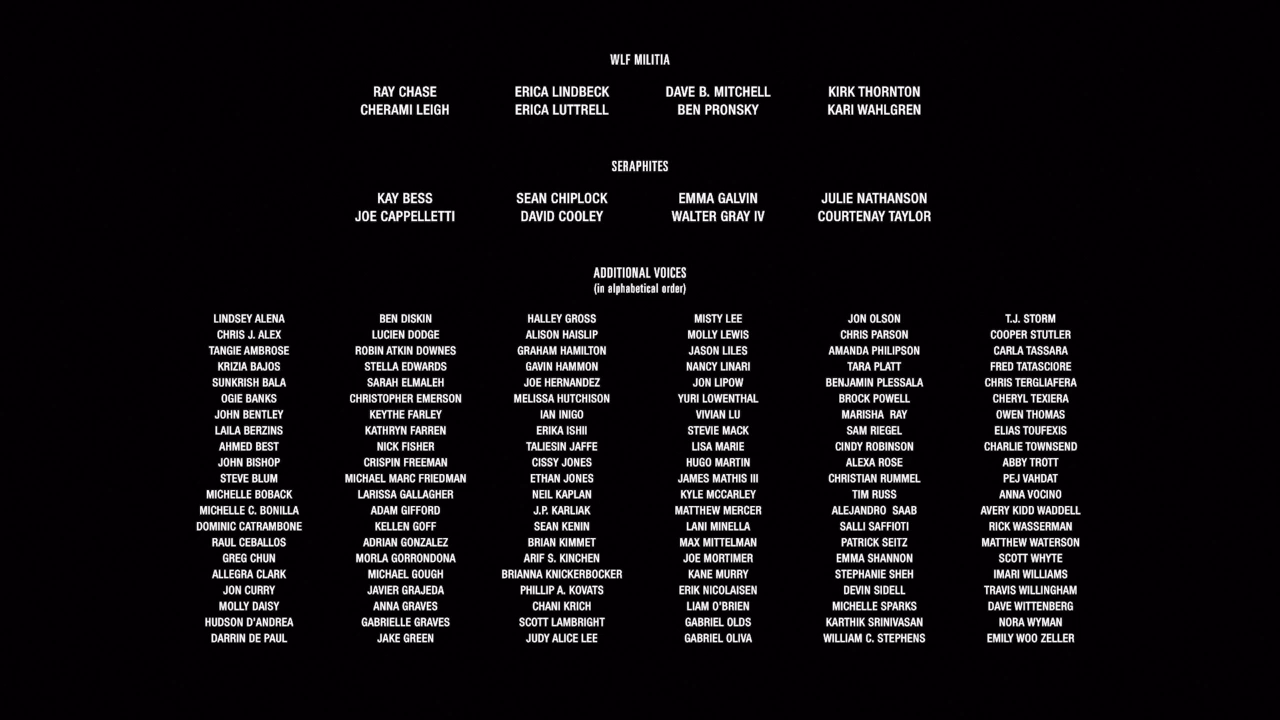 WLF MILITIA
RAY CHASE ERICA LINDBECK DAVE B. MITCHELL KIRK THORNTON
CHERAMI LEIGH ERICA LUTTRELL BEN PRONSKY KARI WAHLGREN
SERAPHITES
KAY BESS SEAN CHIPLOCK EMMA GALVIN JULIE NATHANSON
JOE CAPPELLETTI DAVID COOLEY WALTER GRAY IV COURTENAY TAYLOR
ADDITIONAL VOICES
(in alphabetical order)
LINDSEY ALENA BEN DISKIN HALLEY GROSS MISTY LEE JON OLSON T.J. STORM
CHRIS J. ALEX LUCIEN DODGE ALISON HAISLIP MOLLY LEWIS CHRIS PARSON COOPER STUTLER
TANGIE AMBROSE ROBIN ATKIN DOWNES GRAHAM HAMILTON JASON LILES AMANDA PHILIPSON CARLA TASSARA
KRIZIA BAJOS STELLA EDWARDS GAVIN HAMMON NANCY LINARI TARA PLATT FRED TATASCIORE
SUNKRISH BALA SARAH ELMALEH JOE HERNANDEZ JON LIPOW BENJAMIN PLESSALA CHRIS TERGLIAFERA
OGIE BANKS CHRISTOPHER EMERSON MELISSA HUTCHISON YURI LOWENTHAL BROCK POWELL CHERYL TEXIERA
JOHN BENTLEY KEYTHE FARLEY IAN INIGO VIVIAN LU MARISHA RAY OWEN THOMAS
LAILA BERZINS KATHRYN FARREN ERIKA ISHII STEVIE MACK SAM RIEGEL ELIAS TOUFEXIS
AHMED BEST NICK FISHER TALIESIN JAFFE LISA MARIE CINDY ROBINSON CHARLIE TOWNSEND
JOHN BISHOP CRISPIN FREEMAN CISSY JONES HUGO MARTIN ALEXA ROSE ABBY TROTT
STEVE BLUM MICHAEL MARC FRIEDMAN ETHAN JONES JAMES MATHIS III CHRISTIAN RUMMEL PEJ VAHDAT
MICHELLE BOBACK LARISSA GALLAGHER NEIL KAPLAN KYLE MCCARLEY TIM RUSS ANNA VOCINO
MICHELLE C. BONILLA ADAM GIFFORD J.P. KARLIAK MATTHEW MERCER ALEJANDRO SAAB AVERY KIDD WADDELL
DOMINIC CATRAMBONE KELLEN GOFF SEAN KENIN LANI MINELLA SALLI SAFFIOTI RICK WASSERMAN
RAUL CEBALLOS ADRIAN GONZALEZ BRIAN KIMMET MAX MITTELMAN PATRICK SEITZ MATTHEW WATERSON
GREG CHUN MORLA GORRONDONA ARIF S. KINCHEN JOE MORTIMER EMMA SHANNON SCOTT WHYTE
ALLEGRA CLARK MICHAEL GOUGH BRIANNA KNICKERBOCKER KANE MURRY STEPHANIE SHEH IMARI WILLIAMS
JON CURRY JAVIER GRAJEDA PHILLIP A. KOVATS ERIK NICOLAISEN DEVIN SIDELL TRAVIS WILLINGHAM
MOLLY DAISY ANNA GRAVES CHANI KRICH LIAM O'BRIEN MICHELLE SPARKS DAVE WITTENBERG
HUDSON D'ANDREA GABRIELLE GRAVES SCOTT LAMBRIGHT GABRIEL OLDS KARTHIK SRINIVASAN NORA WYMAN
DARRIN DE PAUL JAKE GREEN JUDY ALICE LEE GABRIEL OLIVA WILLIAM C. STEPHENS EMILY WOO ZELLER